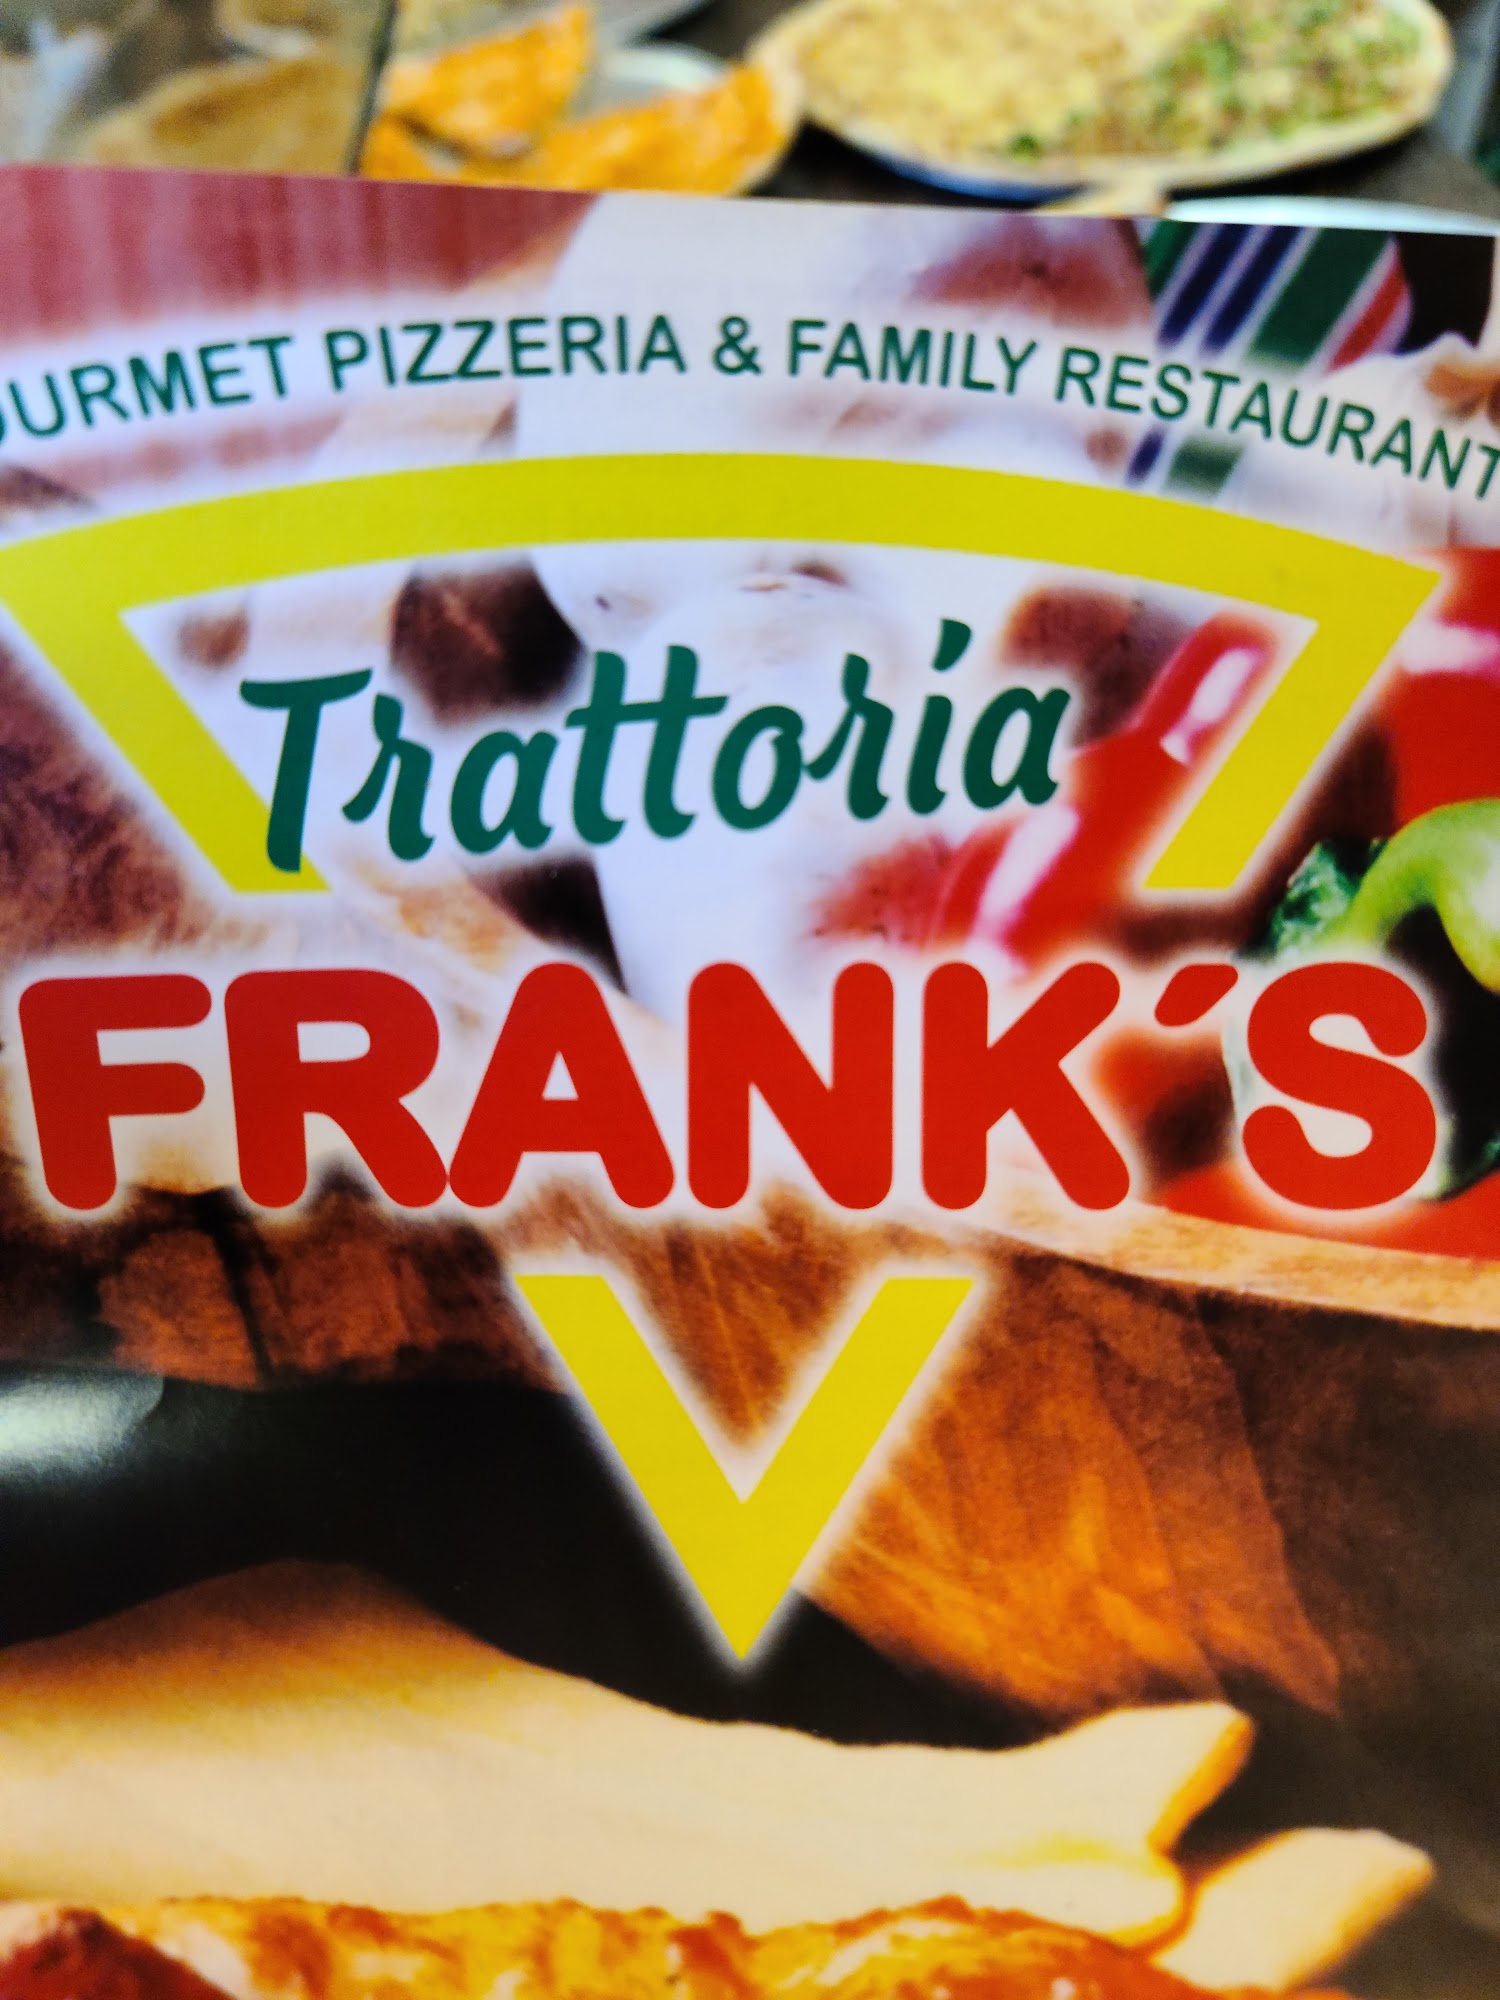 OURMET PIZZERIA & FAMILY RESTAURANT
Trattoria
FRANK'S